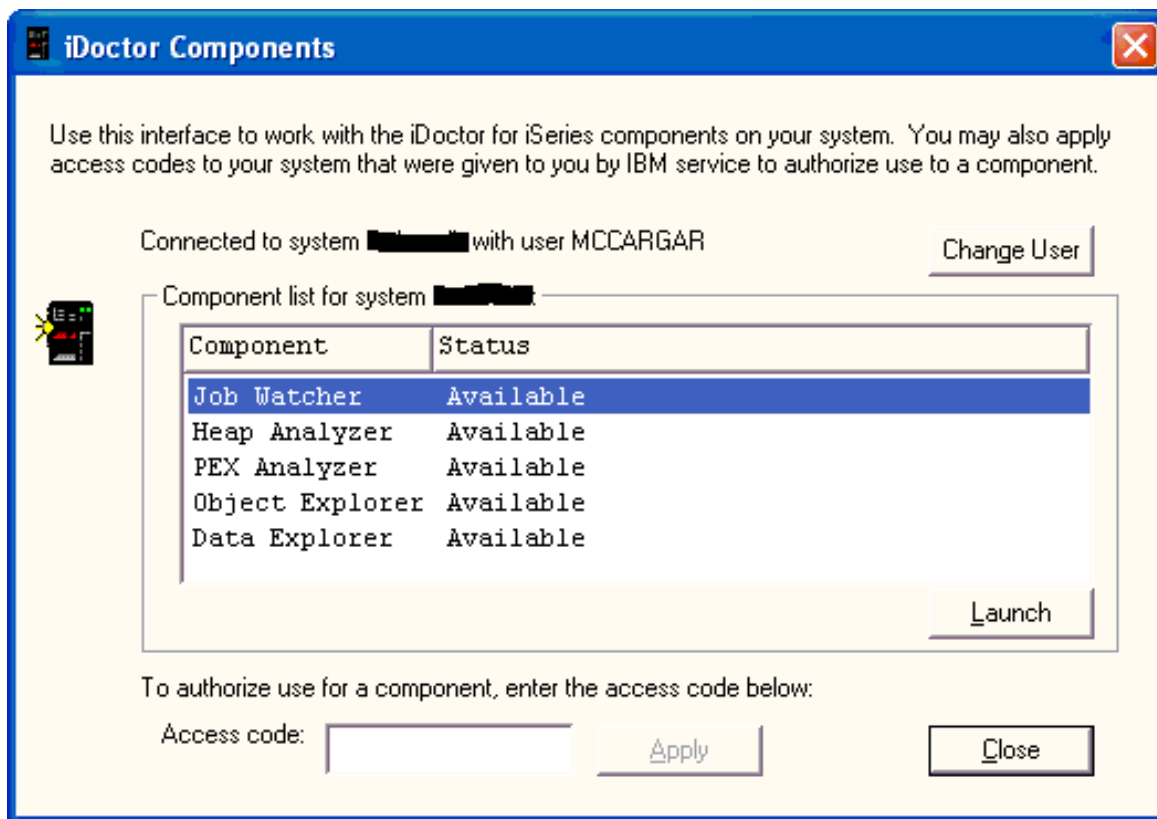 iDoctor Components
Use this interface to work with the iDoctor for iSeries components on your system. You may also apply
access codes to your system that were given to you by IBM service to authorize use to a component.
Connected to system with user MCCARGAR
Change User
Component list for system
Component Status
Job Watcher Available
Heap Analyzer Available
PEX Analyzer Available
Object Explorer Available
Data Explorer Available
Launch
To authorize use for a component, enter the access code below:
Access code:
Apply
Close